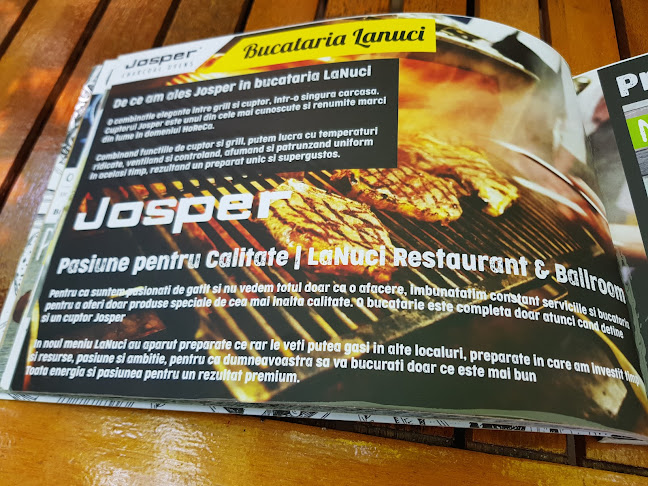 Josper
CHARCOAL OVENS
Bucataria Lanuci
De ce am ales Josper in bucataria LaNuci
O combinatie eleganta intre grill si cuptor, intr-o singura carcasa.
Cuptorul Josper este unul din cele mai cunoscute si renumite marci
din lume in domeniul HoReCa.
Combinand functiile de cuptor si grill, putem lucra cu temperaturi
ridicate, ventiland si controland, afumand si patrunzand uniform
in acelasi timp, rezultand un preparat unic si supergustos.
Josper
Pasiune pentru Calitate | LaNuci Restaurant & Ballroom
Pentru ca suntem pasionati de gatit si nu vedem totul doar ca o afacere, imbunatatim constant serviciile si bucataria
pentru a oferi doar produse speciale de cea mai inalta calitate. O bucatarie este completa doar atunci cand detine
si un cuptor Josper
In noul meniu LaNuci au aparut preparate ce rar le veti putea gasi in alte localuri, preparate in care am investit timp
si resurse, pasiune si ambitie, pentru ca dumneavoastra sa va bucurati doar ce este mai bun
Toata energia si pasiunea pentru un rezultat premium.